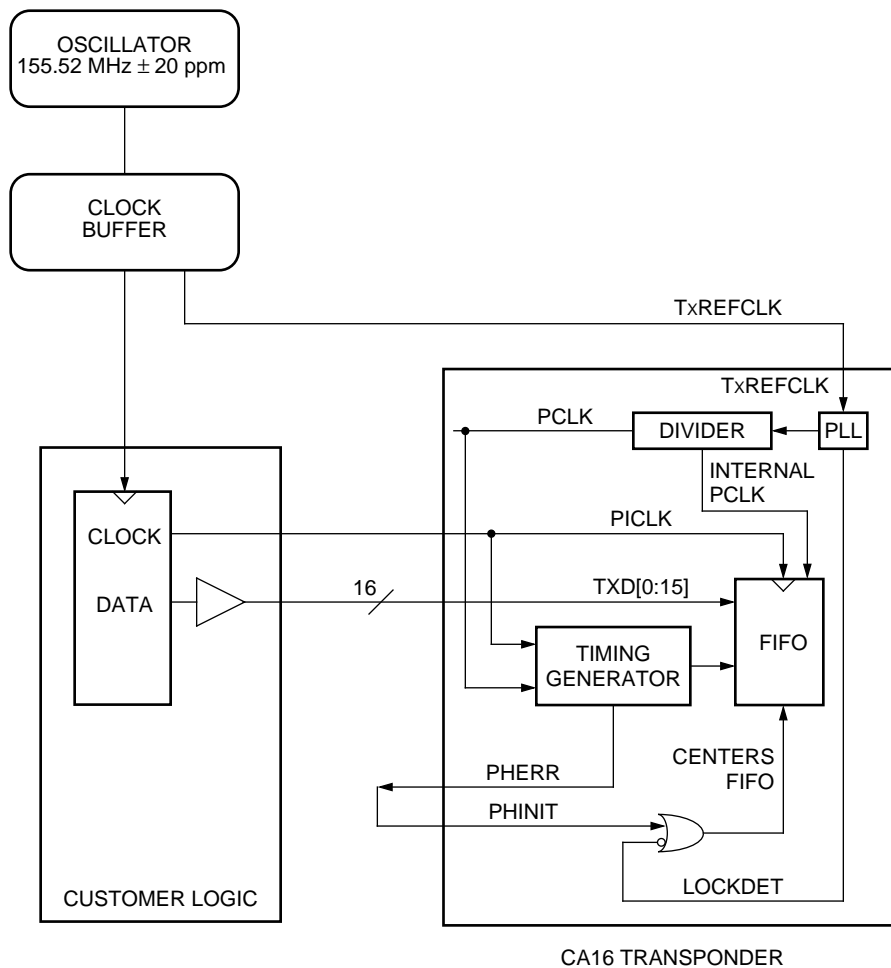 OSCILLATOR
155.52 MHz ± 20 ppm
CLOCK
BUFFER
TXREFCLK
TXREFCLK
PCLK
DIVIDER
PLL
INTERNAL
PCLK
CLOCK
PICLK
DATA
16
TXD[0:15]
FIFO
TIMING
GENERATOR
CENTERS
FIFO
PHERR
PHINIT
LOCKDET
CUSTOMER LOGIC
CA16 TRANSPONDER